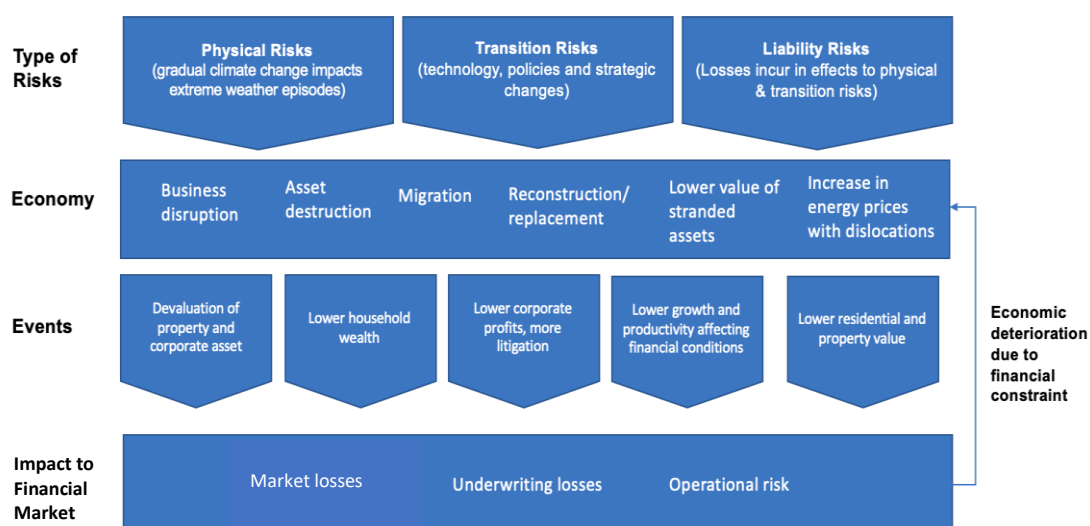 Type of
Risks
Physical Risks
(gradual climate change impacts
extreme weather episodes)
Transition Risks
(technology, policies and strategic
changes)
Liability Risks
(Losses incur in effects to physical
& transition risks)
Economy
Business
disruption
Asset
destruction
Migration
Reconstruction/
replacement
Lower value of
stranded
assets
Increase in
energy prices
with dislocations
Events
Devaluation of
property and
corporate asset
Lower household
wealth
Lower corporate
profits, more
litigation
Lower growth and
productivity affecting
financial conditions
Lower residential and
property value
Economic
deterioration
due to
financial
constraint
Impact to
Financial
Market
Market losses
Underwriting losses
Operational risk